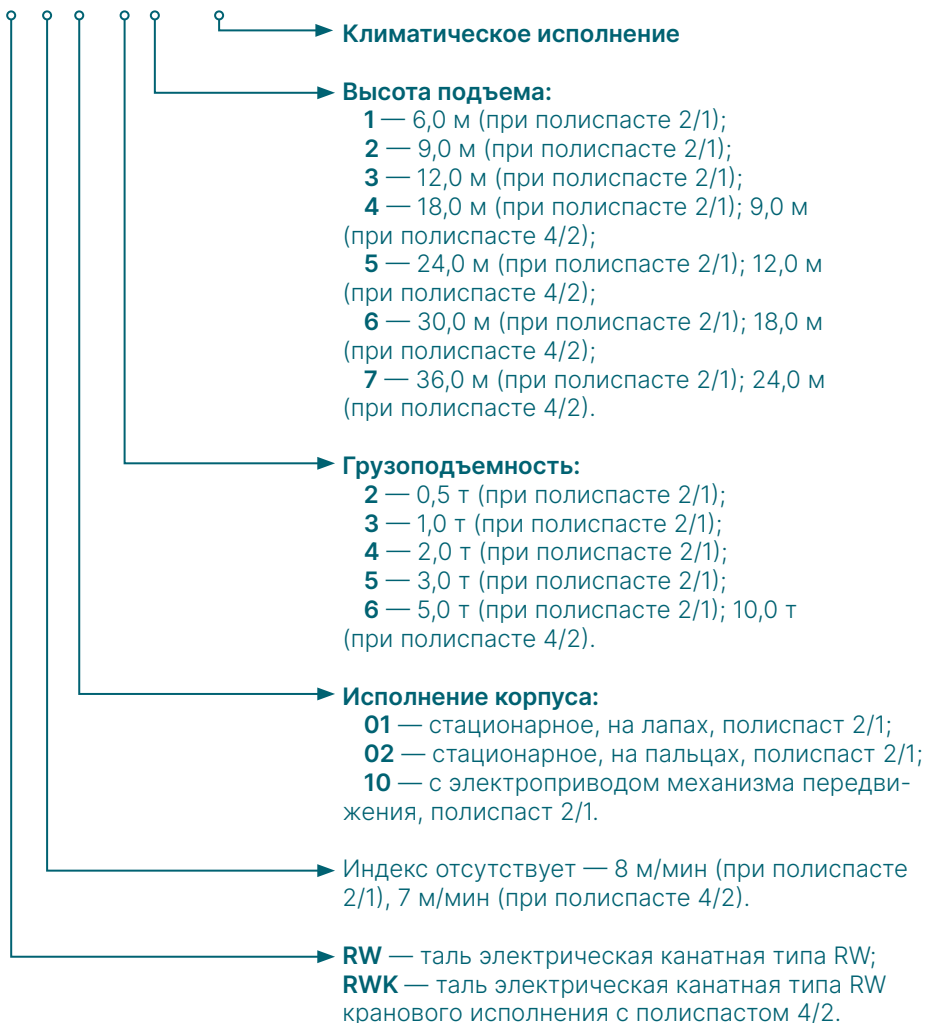 Климатическое исполнение
Высота подъема:
1 — 6,0 м (при полиспасте 2/1);
2 — 9,0 м (при полиспасте 2/1);
3 — 12,0 м (при полиспасте 2/1);
4 — 18,0 м (при полиспасте 2/1); 9,0 м
(при полиспасте 4/2);
5 — 24,0 м (при полиспасте 2/1); 12,0 м
(при полиспасте 4/2);
6 — 30,0 м (при полиспасте 2/1); 18,0 м
(при полиспасте 4/2);
7 — 36,0 м (при полиспасте 2/1); 24,0 м
(при полиспасте 4/2).
Грузоподъемность:
2 — 0,5 т (при полиспасте 2/1);
3 — 1,0 т (при полиспасте 2/1);
4 — 2,0 т (при полиспасте 2/1);
5 — 3,0 т (при полиспасте 2/1);
6 — 5,0 т (при полиспасте 2/1); 10,0 т
(при полиспасте 4/2).
Исполнение корпуса:
01 — стационарное, на лапах, полиспаст 2/1;
02 — стационарное, на пальцах, полиспаст 2/1;
10 — с электроприводом механизма передви-
жения, полиспаст 2/1.
Индекс отсутствует — 8 м/мин (при полиспасте
2/1), 7 м/мин (при полиспасте 4/2).
RW — таль электрическая канатная типа RW;
RWK — таль электрическая канатная типа RW
кранового исполнения с полиспастом 4/2.